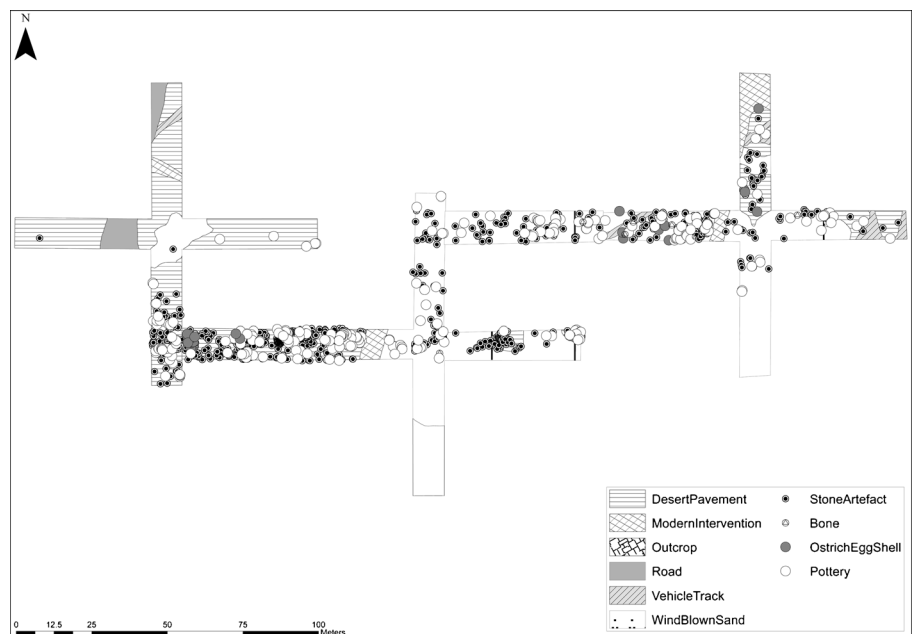 N
DesertPavement
ModernIntervention
Outcrop
Road
VehicleTrack
WindBlownSand
StoneArtefact
Bone
OstrichEggShell
Pottery
0 12.5 25 50 75 100
Meters